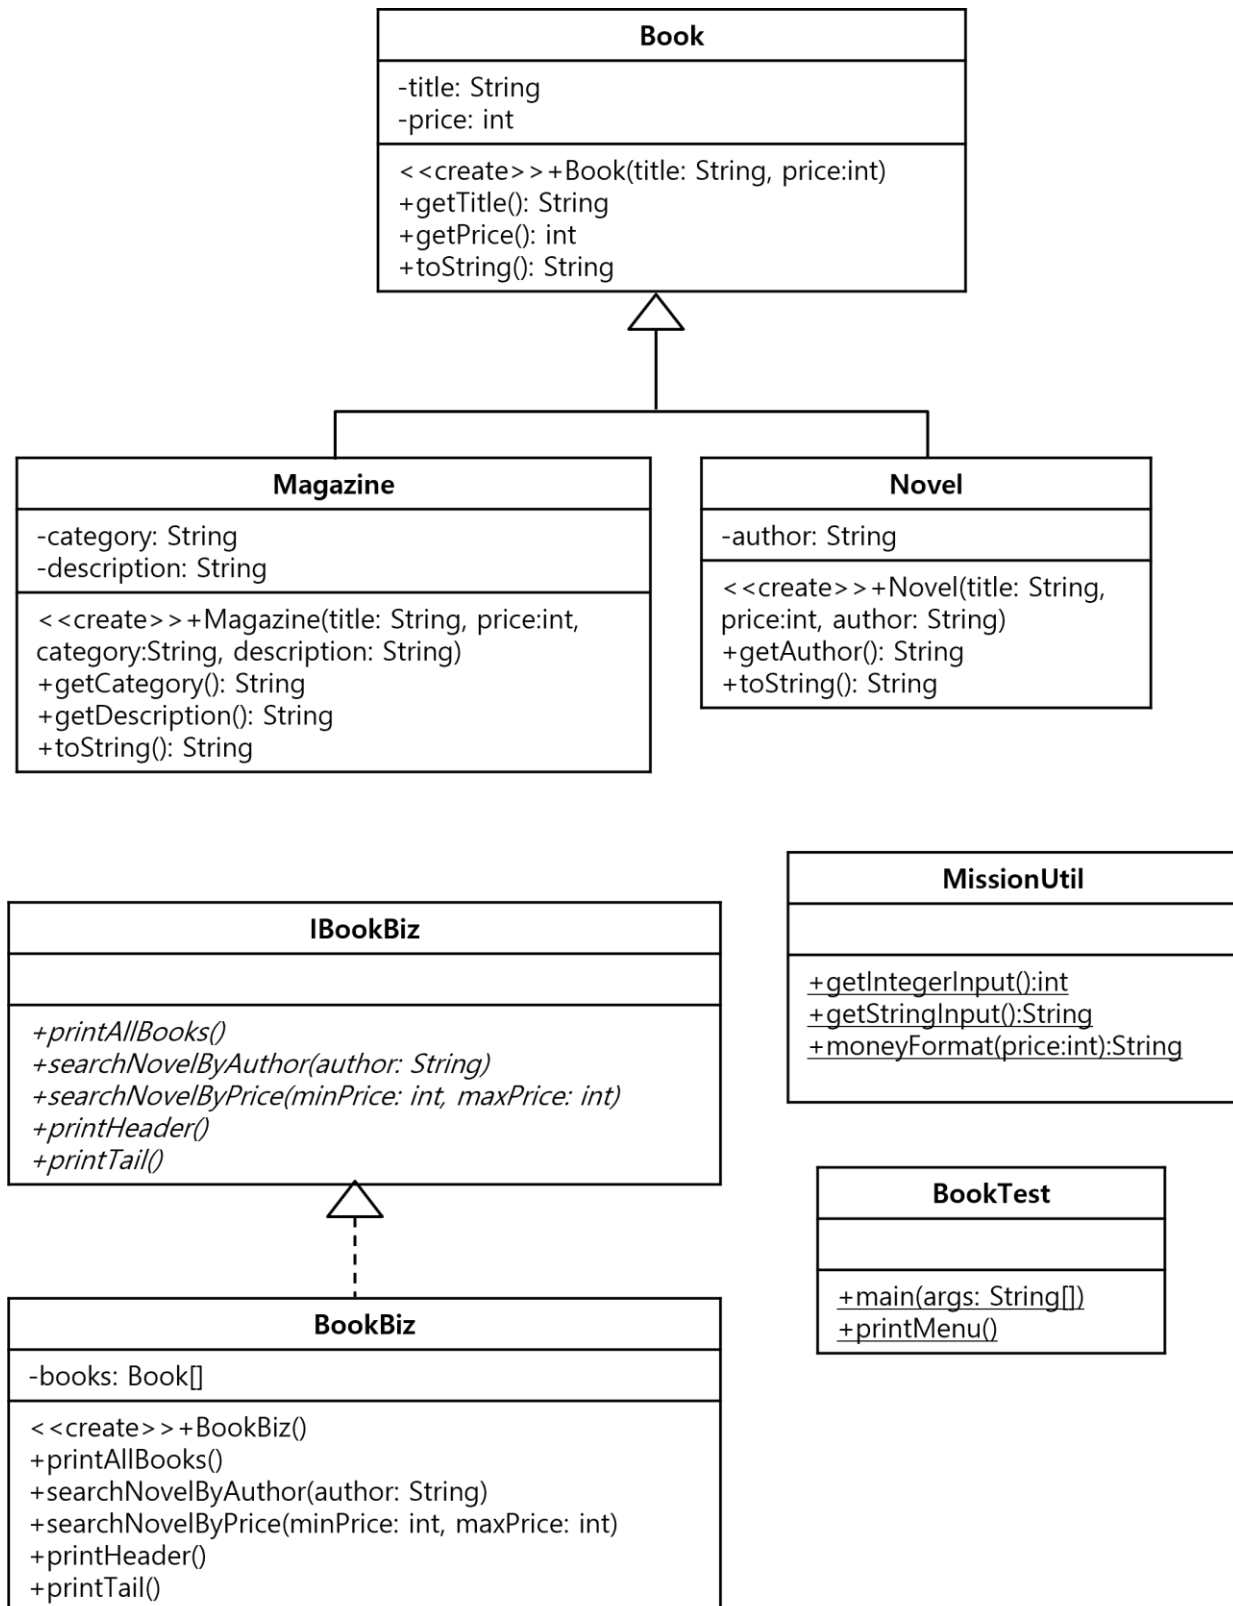 Book
-title: String
-price: int
<<create>>+Book(title: String, price:int)
+getTitle(): String
+getPrice(): int
+toString(): String
Magazine
-category: String
-description: String
<<create>>+Magazine(title: String, price:int,
category:String, description: String)
+getCategory(): String
+getDescription(): String
+toString(): String
Novel
-author: String
<<create>>+Novel(title: String,
price:int, author: String)
+getAuthor(): String
+toString(): String
IBookBiz
+printAllBooks()
+searchNovelByAuthor(author: String)
+searchNovelByPrice(minPrice: int, maxPrice: int)
+printHeader()
+printTail()
MissionUtil
+getIntegerInput():int
+getStringInput():String
+moneyFormat(price:int):String
BookTest
+main(args: String[])
+printMenu()
BookBiz
-books: Book[]
<<create>>+BookBiz()
+printAllBooks()
+searchNovelByAuthor(author: String)
+searchNovelByPrice(minPrice: int, maxPrice: int)
+printHeader()
+printTail()